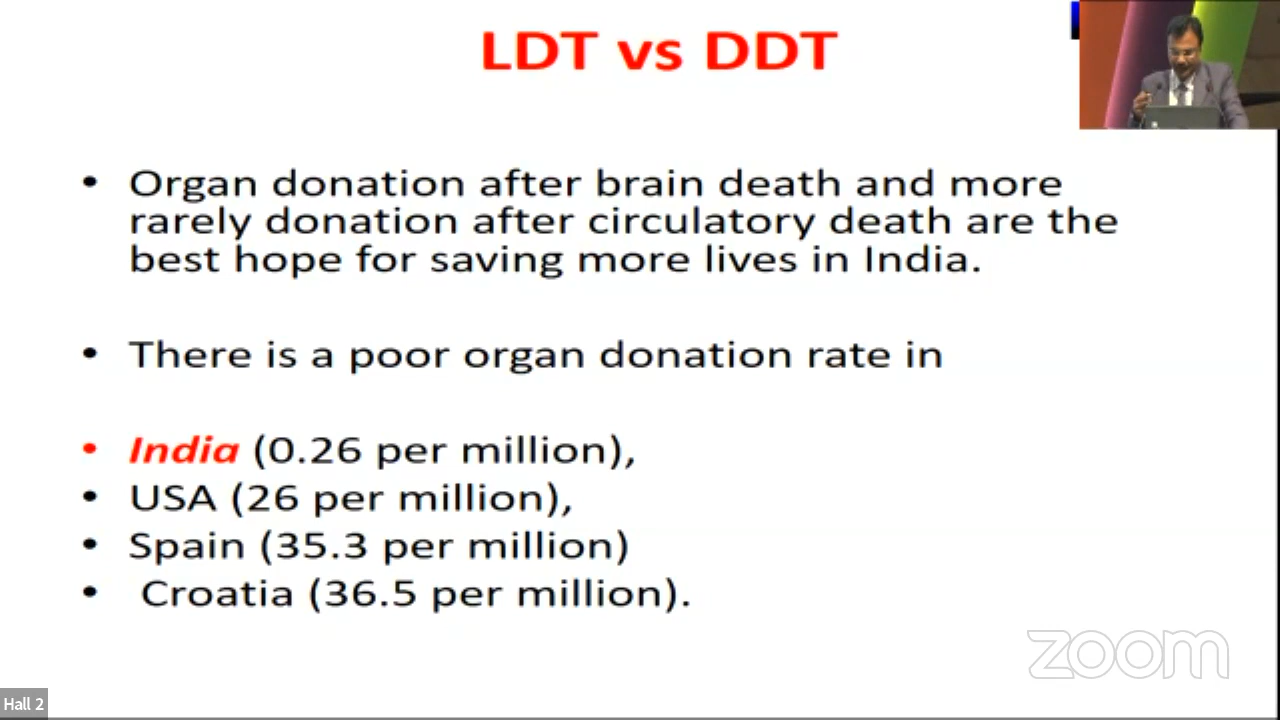 LDT vs DDT
• Organ donation after brain death and more
rarely donation after circulatory death are the
best hope for saving more lives in India.
• There is a poor organ donation rate in
• India (0.26 per million),
• USA (26 per million),
• Spain (35.3 per million)
• Croatia (36.5 per million).
zoom
Hall 2